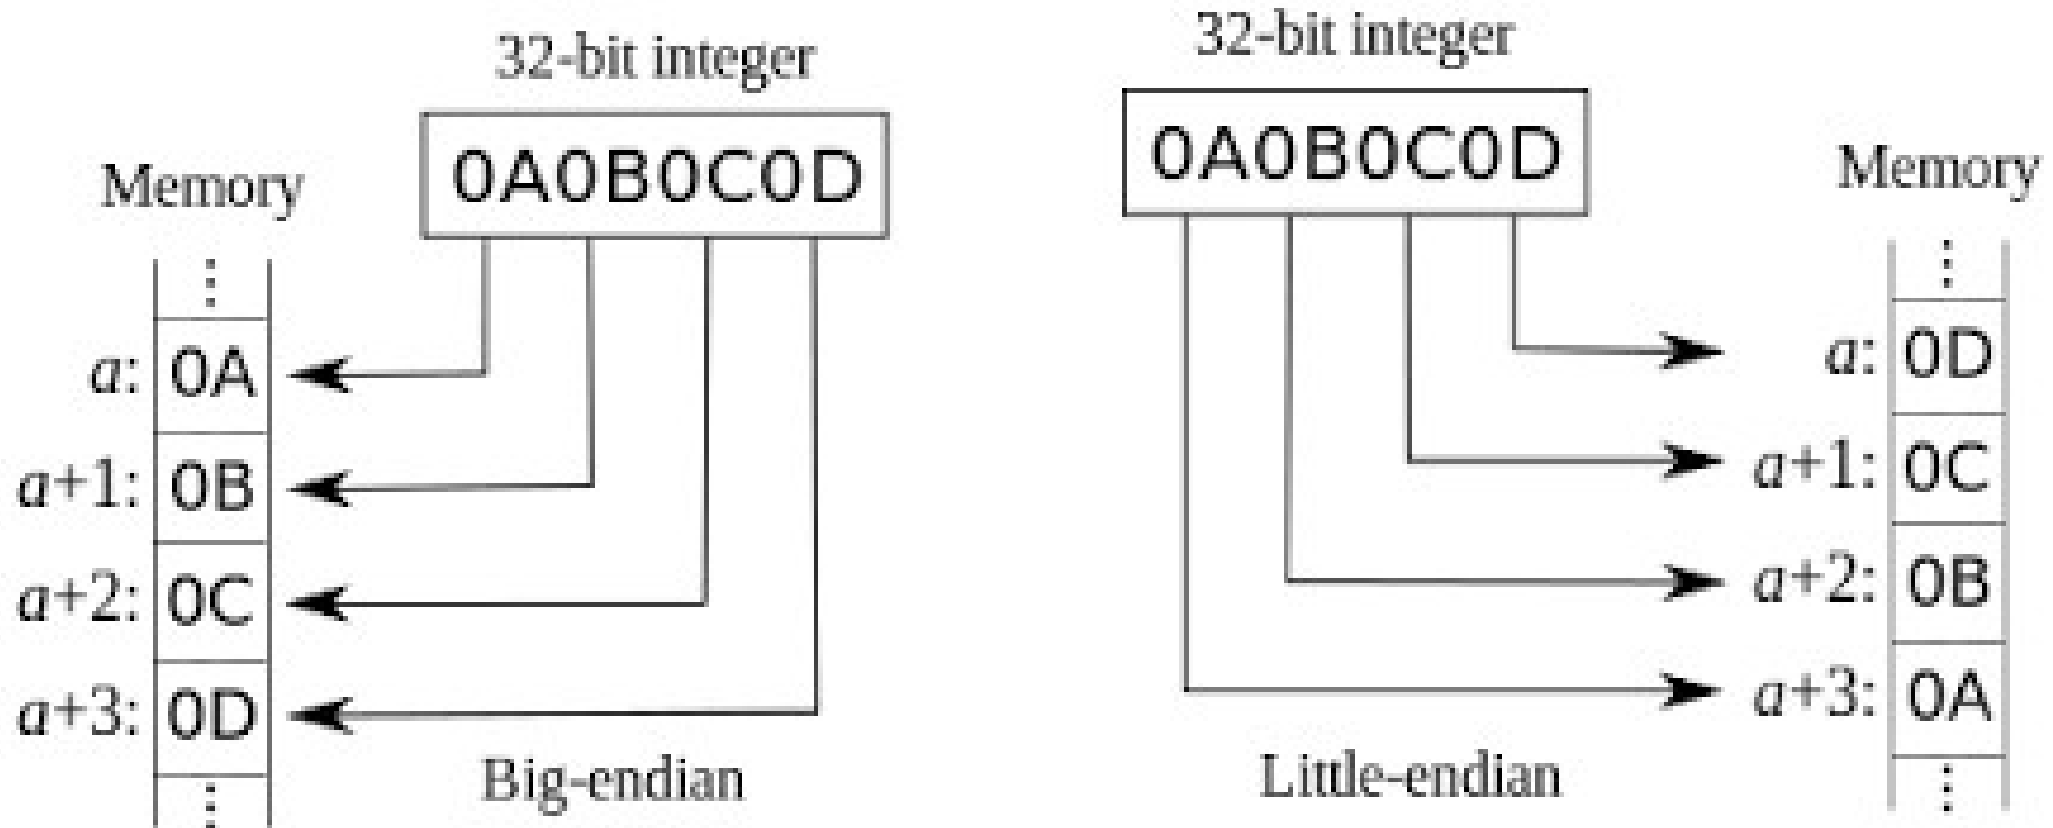 32-bit integer
0A0B0C0D
Memory
a: 0A
a+1: 0B
a+2: 0C
a+3: 0D
Big-endian
32-bit integer
0A0B0C0D
Memory
a: 0D
a+1: 0C
a+2: 0B
a+3: 0A
Little-endian